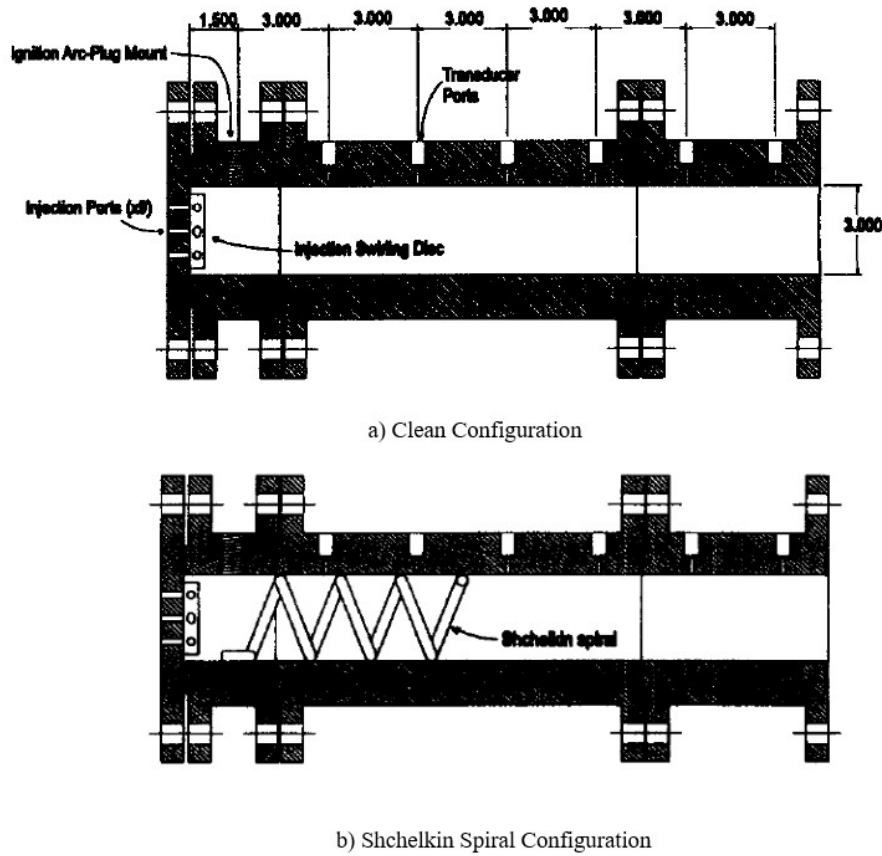 1.500 3.000 3.000 3.000 3.000 3.000 3.000
Ignition Arc-Plug Mount
Transducer
Ports
Injection Ports
3.000
Injection Swirling Disc
a) Clean Configuration
Shchelkin spiral
b) Shchelkin Spiral Configuration